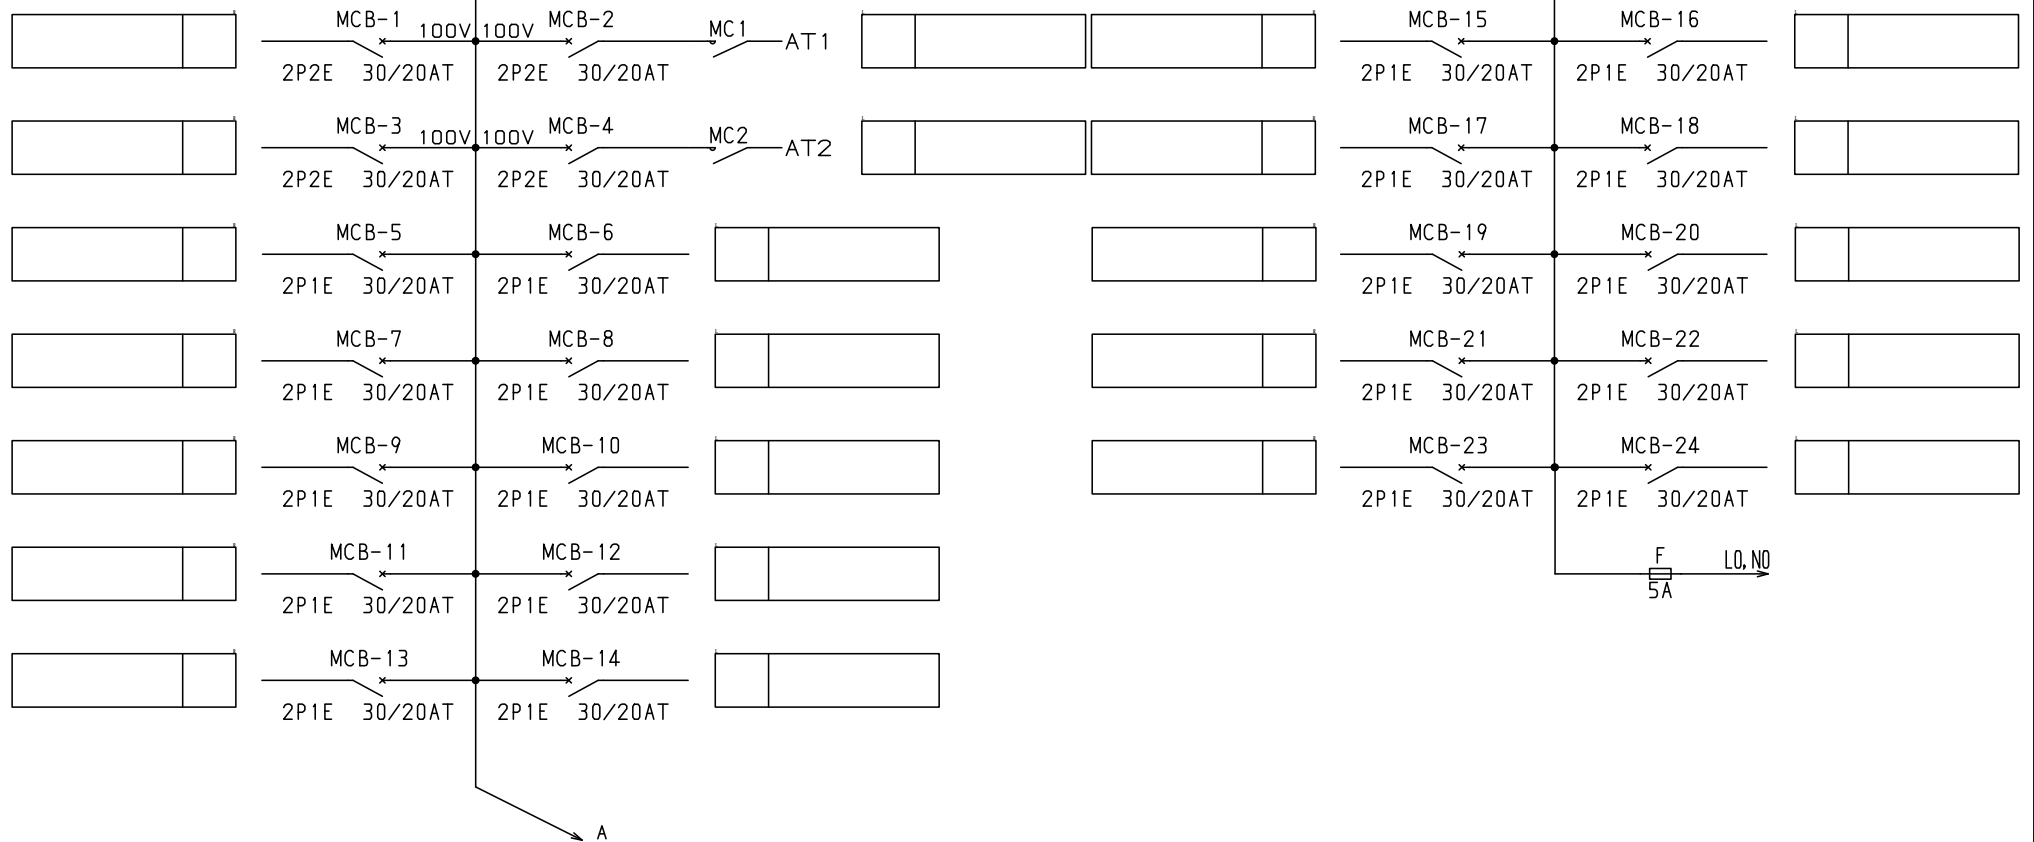 MCB-1 100V 100V MCB-2 MC1 AT1
2P2E 30/20AT 2P2E 30/20AT
MCB-3 100V 100V MCB-4 MC2 AT2
2P2E 30/20AT 2P2E 30/20AT
MCB-5 MCB-6
2P1E 30/20AT 2P1E 30/20AT
MCB-7 MCB-8
2P1E 30/20AT 2P1E 30/20AT
MCB-9 MCB-10
2P1E 30/20AT 2P1E 30/20AT
MCB-11 MCB-12
2P1E 30/20AT 2P1E 30/20AT
MCB-13 MCB-14
2P1E 30/20AT 2P1E 30/20AT
A
MCB-15 MCB-16
2P1E 30/20AT 2P1E 30/20AT
MCB-17 MCB-18
2P1E 30/20AT 2P1E 30/20AT
MCB-19 MCB-20
2P1E 30/20AT 2P1E 30/20AT
MCB-21 MCB-22
2P1E 30/20AT 2P1E 30/20AT
MCB-23 MCB-24
2P1E 30/20AT 2P1E 30/20AT
F L0,N0
5A